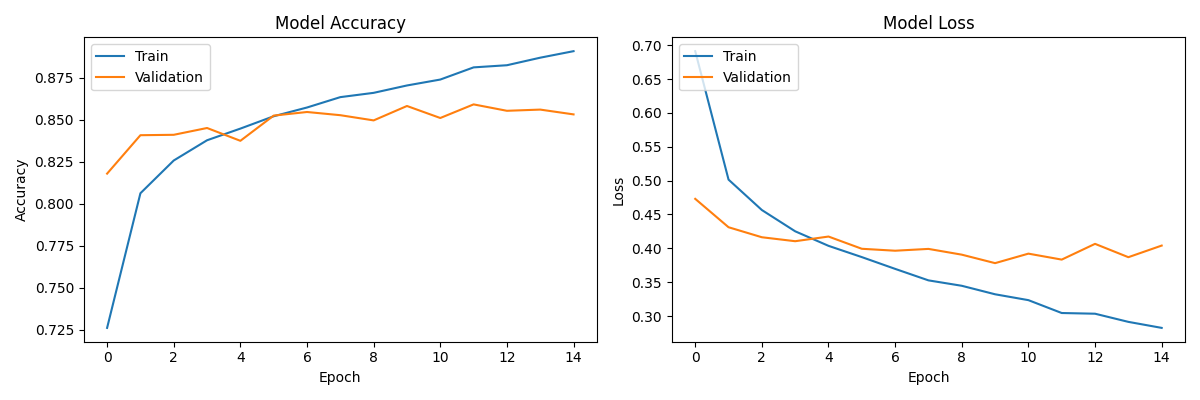 Model Accuracy
Train
Validation
0.875
0.850
0.825
0.800
0.775
0.750
0.725
Accuracy
0 2 4 6 8 10 12 14
Epoch
Model Loss
Train
Validation
0.70
0.65
0.60
0.55
0.50
0.45
0.40
0.35
0.30
Loss
0 2 4 6 8 10 12 14
Epoch